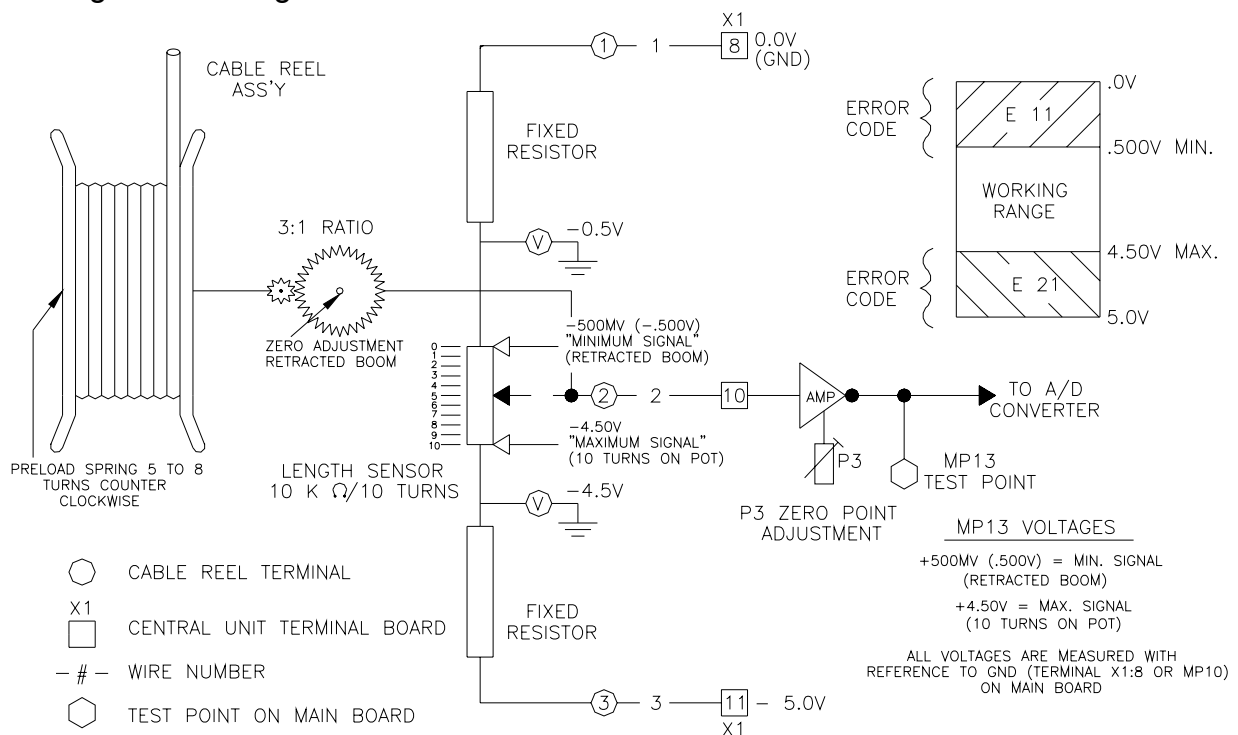 X1
1
1
8
0.0V
(GND)
CABLE REEL
ASS'Y
FIXED
RESISTOR
ERROR
CODE
E 11
.0V
.500V MIN.
WORKING
RANGE
4.50V MAX.
ERROR
CODE
E 21
5.0V
3:1 RATIO
V
-0.5V
ZERO ADJUSTMENT
RETRACTED BOOM
-500MV (-.500V)
"MINIMUM SIGNAL"
(RETRACTED BOOM)
0
1
2
3
4
5
6
7
8
9
10
2
2
10
AMP
TO A/D
CONVERTER
-4.50V
"MAXIMUM SIGNAL"
(10 TURNS ON POT)
P3
MP13
TEST POINT
PRELOAD SPRING 5 TO 8
TURNS COUNTER
CLOCKWISE
LENGTH SENSOR
10 K Ω/10 TURNS
V
-4.5V
P3 ZERO POINT
ADJUSTMENT
MP13 VOLTAGES
+500MV (.500V) = MIN. SIGNAL
(RETRACTED BOOM)
+4.50V = MAX. SIGNAL
(10 TURNS ON POT)
ALL VOLTAGES ARE MEASURED WITH
REFERENCE TO GND (TERMINAL X1:8 OR MP10)
ON MAIN BOARD
CABLE REEL TERMINAL
X1
CENTRAL UNIT TERMINAL BOARD
-#- WIRE NUMBER
TEST POINT ON MAIN BOARD
FIXED
RESISTOR
3
3
11
- 5.0V
X1